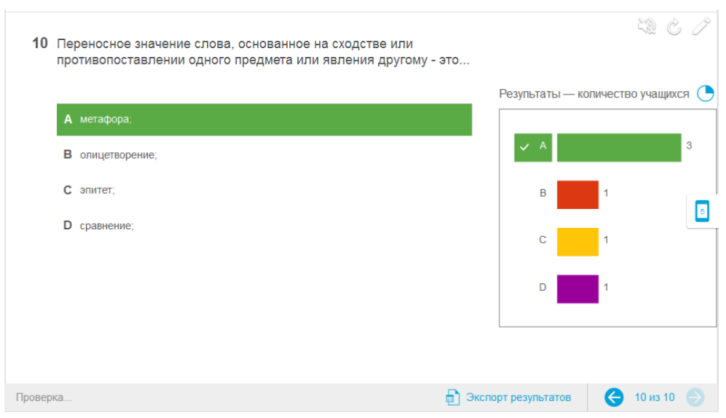 10 Переносное значение слова, основанное на сходстве или
противопоставлении одного предмета или явления другому - это...
Результаты — количество учащихся
A метафора;
B олицетворение;
C эпитет;
D сравнение;
A 3
B 1
C 1
D 1
Проверка...
Экспорт результатов
10 из 10